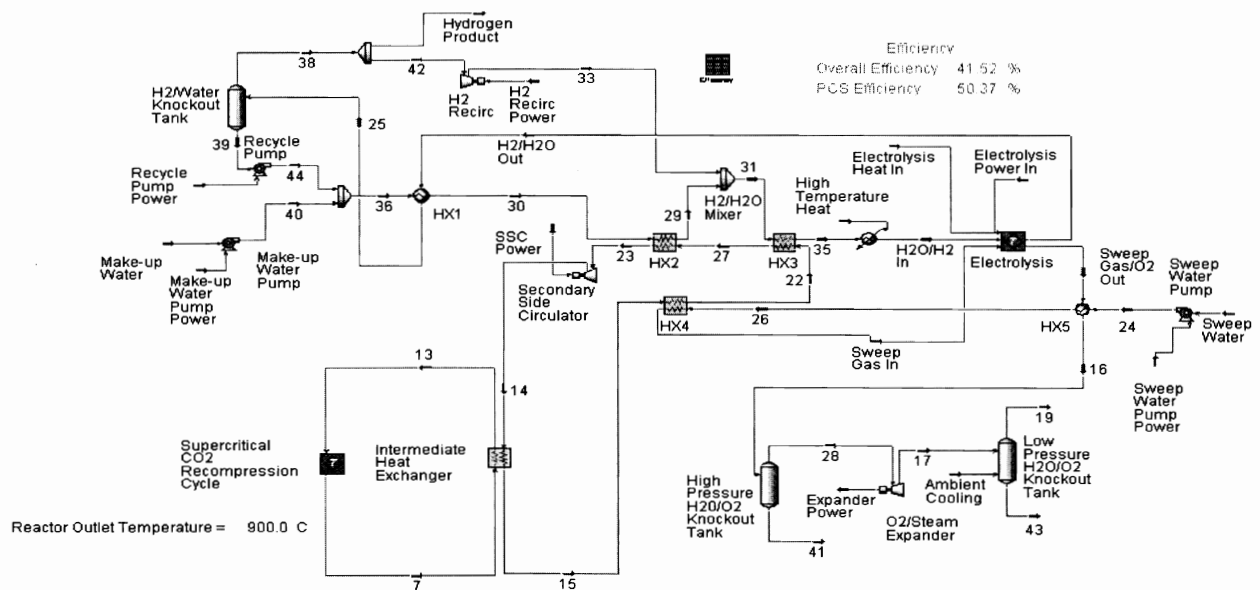 Hydrogen
Product
38
42
33
H2
Recirc
H2
Recirc
Power
Efficiency
Overall Efficiency 41.52 %
PCS Efficiency 50.37 %
H2/Water
Knockout
Tank
25
39
Recycle
Pump
44
Recycle
Pump
Power
40
36
HX1
H2/H2O
Out
30
Make-up
Water
Make-up
Water
Pump
Power
Make-up
Water
Pump
31
H2/H2O
Mixer
29
High
Temperature
Heat
Electrolysis
Heat In
Electrolysis
Power In
SSC
Power
23
HX2
27
HX3
35
H2O/H2
In
Electrolysis
22
Secondary
Side
Circulator
HX4
26
Sweep
Gas In
Sweep
Gas/O2
Out
HX5
24
Sweep
Water
Pump
Sweep
Water
16
Sweep
Water
Pump
Power
13
14
Supercritical
CO2
Recompression
Cycle
Intermediate
Heat
Exchanger
Reactor Outlet Temperature = 900.0 C
7
15
High
Pressure
H20/O2
Knockout
Tank
28
41
Expander
Power
O2/Steam
Expander
17
Ambient
Cooling
19
Low
Pressure
H2O/O2
Knockout
Tank
43